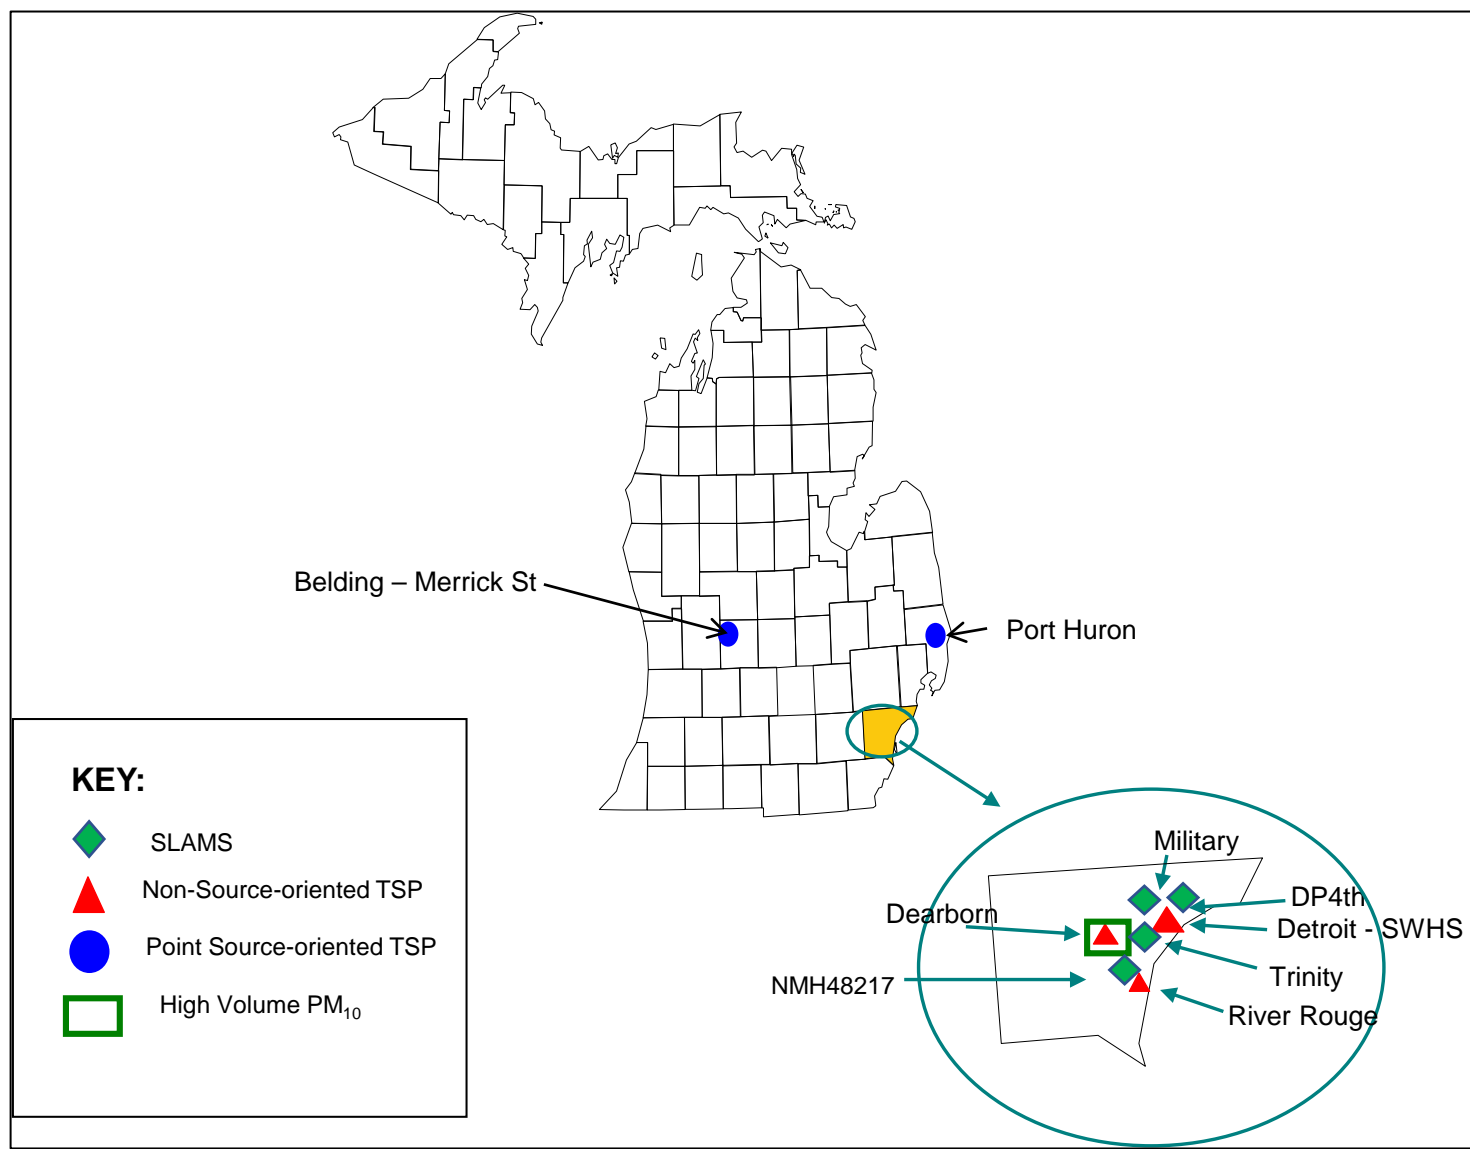 Belding – Merrick St
Port Huron
KEY:
SLAMS
Non-Source-oriented TSP
Point Source-oriented TSP
High Volume PM₁₀
Military
DP4th
Dearborn
Detroit - SWHS
Trinity
NMH48217
River Rouge